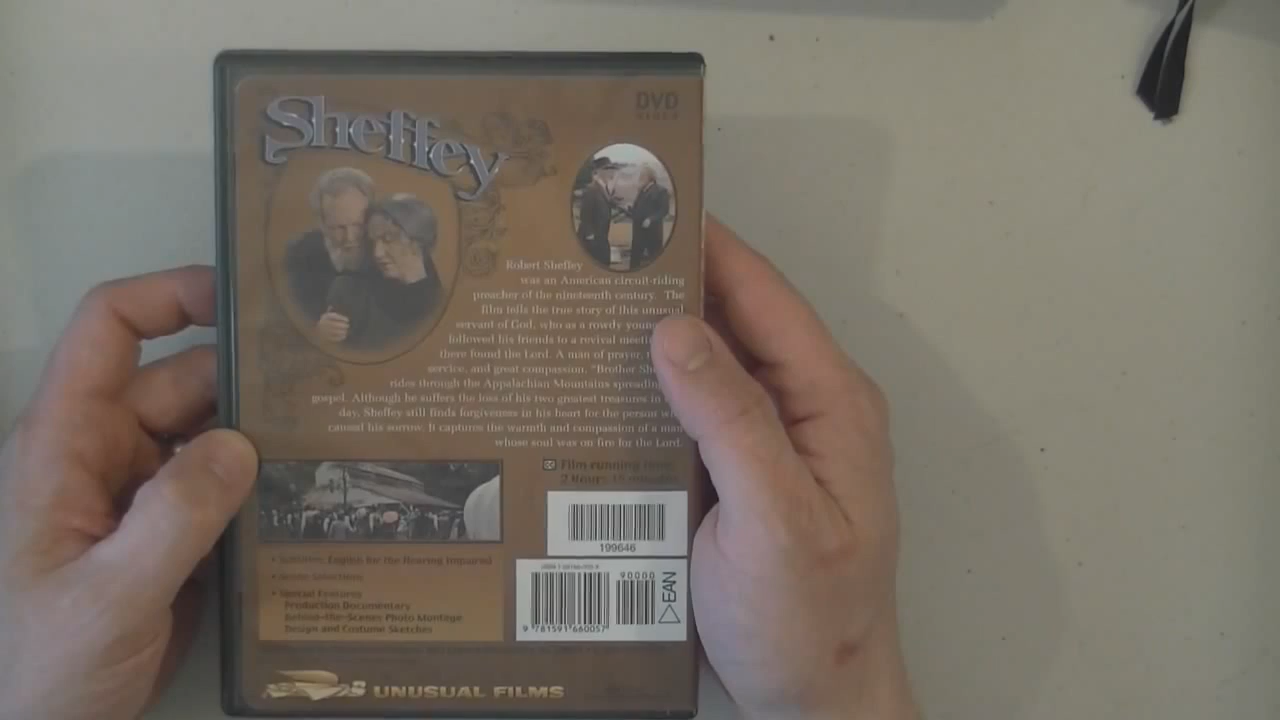 Sheffey
DVD
VIDEO
Robert Sheffey
was an American circuit-riding
preacher of the nineteenth century. The
film tells the true story of this unusual
servant of God, who as a rowdy young
followed his friends to a revival
there found the Lord. A man of prayer,
service, and great compassion, "Brother
rides through the Appalachian Mountains
gospel. Although he suffers the loss of his two greatest treasures in
day, Sheffey still finds forgiveness in his heart for the person
caused his sorrow. It captures the warmth and compassion of a man
whose soul was on fire for the Lord.
Film running time:
2 Hours
199646
90000
EAN
9 781591 660057
• Subtitles: English for the Hearing Impaired
• Scene Selections
• Special Features
Production Documentary
Behind-the-Scenes Photo Montage
Design and Costume Sketches
UNUSUAL FILMS